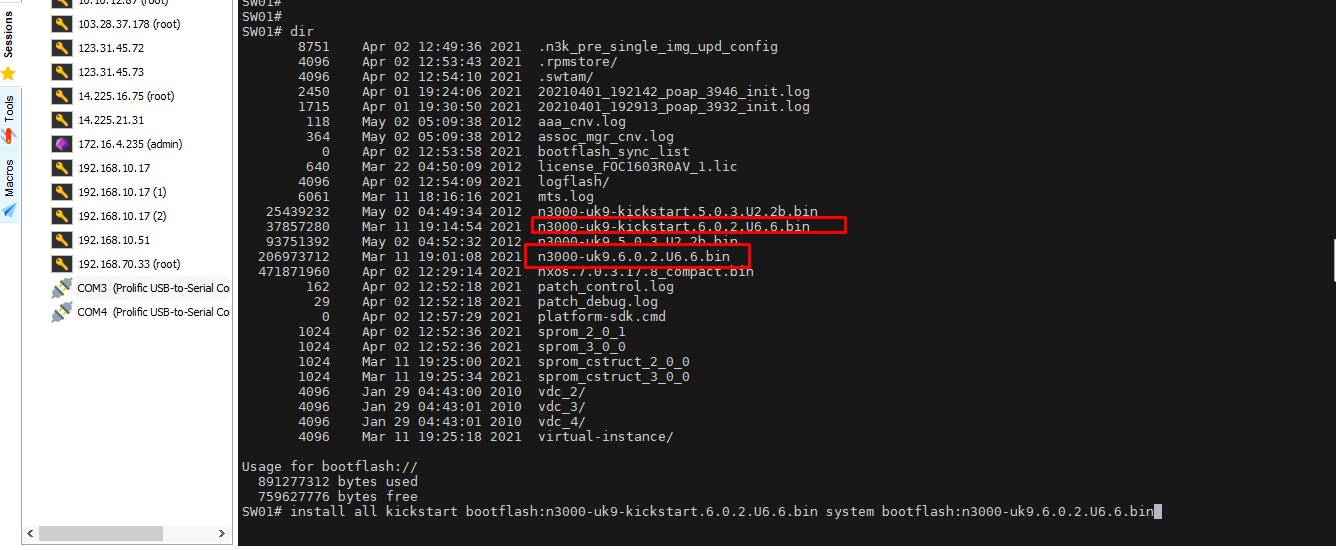 Sessions
Tools
Macros
10.10.12.87 (root)
103.28.37.178 (root)
123.31.45.72
123.31.45.73
14.225.16.75 (root)
14.225.21.31
172.16.4.235 (admin)
192.168.10.17
192.168.10.17 (1)
192.168.10.17 (2)
192.168.10.51
192.168.70.33 (root)
COM3 (Prolific USB-to-Serial Co
COM4 (Prolific USB-to-Serial Co
SW01#
SW01#
SW01# dir
8751 Apr 02 12:49:36 2021 .n3k_pre_single_img_upd_config
4096 Apr 02 12:53:43 2021 .rpmstore/
4096 Apr 02 12:54:10 2021 .swtam/
2450 Apr 01 19:24:06 2021 20210401_192142_poap_3946_init.log
1715 Apr 01 19:30:50 2021 20210401_192913_poap_3932_init.log
118 May 02 05:09:38 2012 aaa_cnv.log
364 May 02 05:09:38 2012 assoc_mgr_cnv.log
0 Apr 02 12:53:58 2021 bootflash_sync_list
640 Mar 22 04:50:09 2012 license_FOC1603R0AV_1.lic
4096 Apr 02 12:54:09 2021 logflash/
6061 Mar 11 18:16:16 2021 mts.log
25439232 May 02 04:49:34 2012 n3000-uk9-kickstart.5.0.3.U2.2b.bin
37857280 Mar 11 19:14:54 2021 n3000-uk9-kickstart.6.0.2.U6.6.bin
93751392 May 02 04:52:32 2012 n3000-uk9.5.0.3.U2.2b.bin
206973712 Mar 11 19:01:08 2021 n3000-uk9.6.0.2.U6.6.bin
471871960 Apr 02 12:29:14 2021 nxos.7.0.3.I7.8_compact.bin
162 Apr 02 12:52:18 2021 patch_control.log
29 Apr 02 12:52:18 2021 patch_debug.log
0 Apr 02 12:57:29 2021 platform-sdk.cmd
1024 Apr 02 12:52:36 2021 sprom_2_0_1
1024 Apr 02 12:52:36 2021 sprom_3_0_0
1024 Mar 11 19:25:00 2021 sprom_cstruct_2_0_0
1024 Mar 11 19:25:34 2021 sprom_cstruct_3_0_0
4096 Jan 29 04:43:00 2010 vdc_2/
4096 Jan 29 04:43:01 2010 vdc_3/
4096 Jan 29 04:43:01 2010 vdc_4/
4096 Mar 11 19:25:18 2021 virtual-instance/
Usage for bootflash://
891277312 bytes used
759627776 bytes free
SW01# install all kickstart bootflash:n3000-uk9-kickstart.6.0.2.U6.6.bin system bootflash:n3000-uk9.6.0.2.U6.6.bin